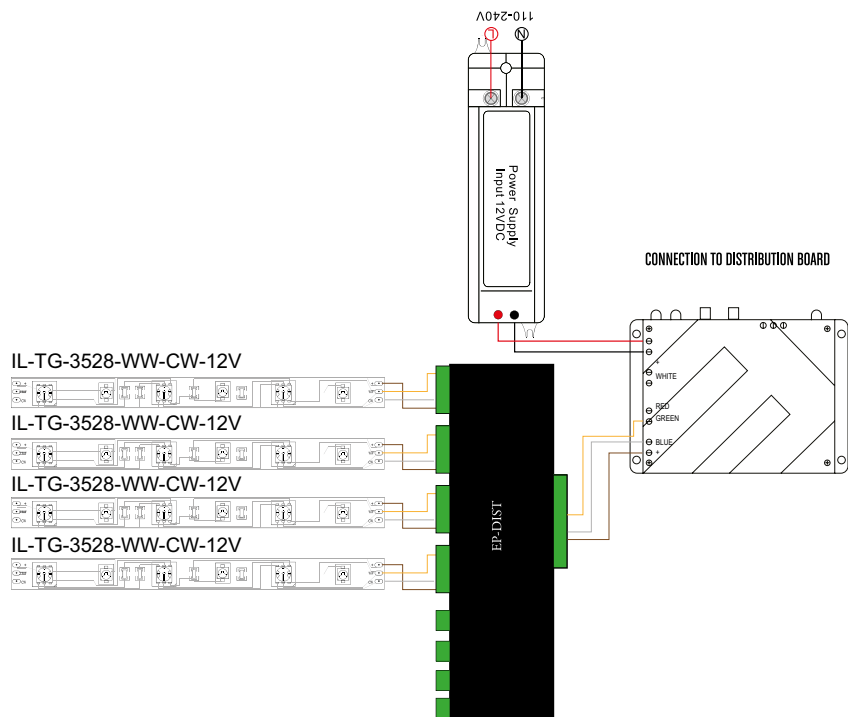 110-240V
L
N
Power Supply
Input 12VDC
CONNECTION TO DISTRIBUTION BOARD
+
WHITE
RED
GREEN
BLUE
+
IL-TG-3528-WW-CW-12V
IL-TG-3528-WW-CW-12V
IL-TG-3528-WW-CW-12V
IL-TG-3528-WW-CW-12V
EP-DIST